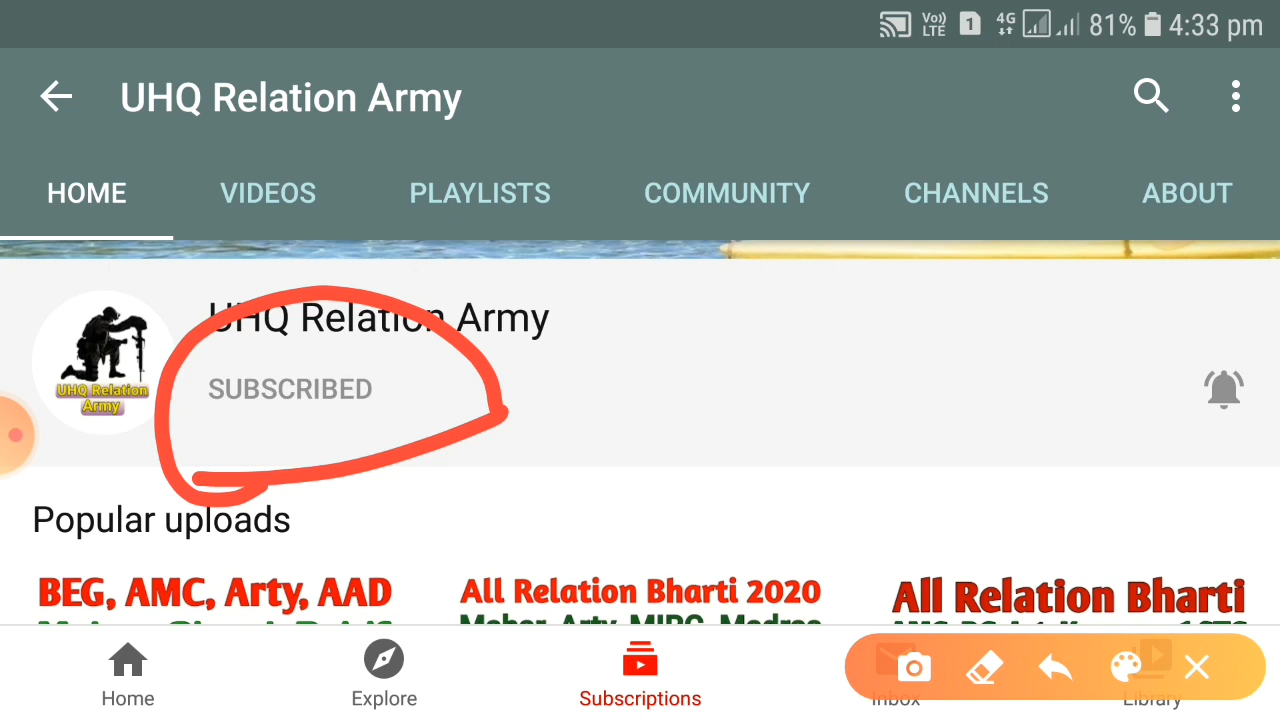 Vo)) LTE 1 4G 81% 4:33 pm
UHQ Relation Army
HOME VIDEOS PLAYLISTS COMMUNITY CHANNELS ABOUT
UHQ Relation Army
SUBSCRIBED
UHQ Relation
Army
Popular uploads
BEG, AMC, Arty, AAD
All Relation Bharti 2020
All Relation Bharti
Home Explore Subscriptions Inbox Library